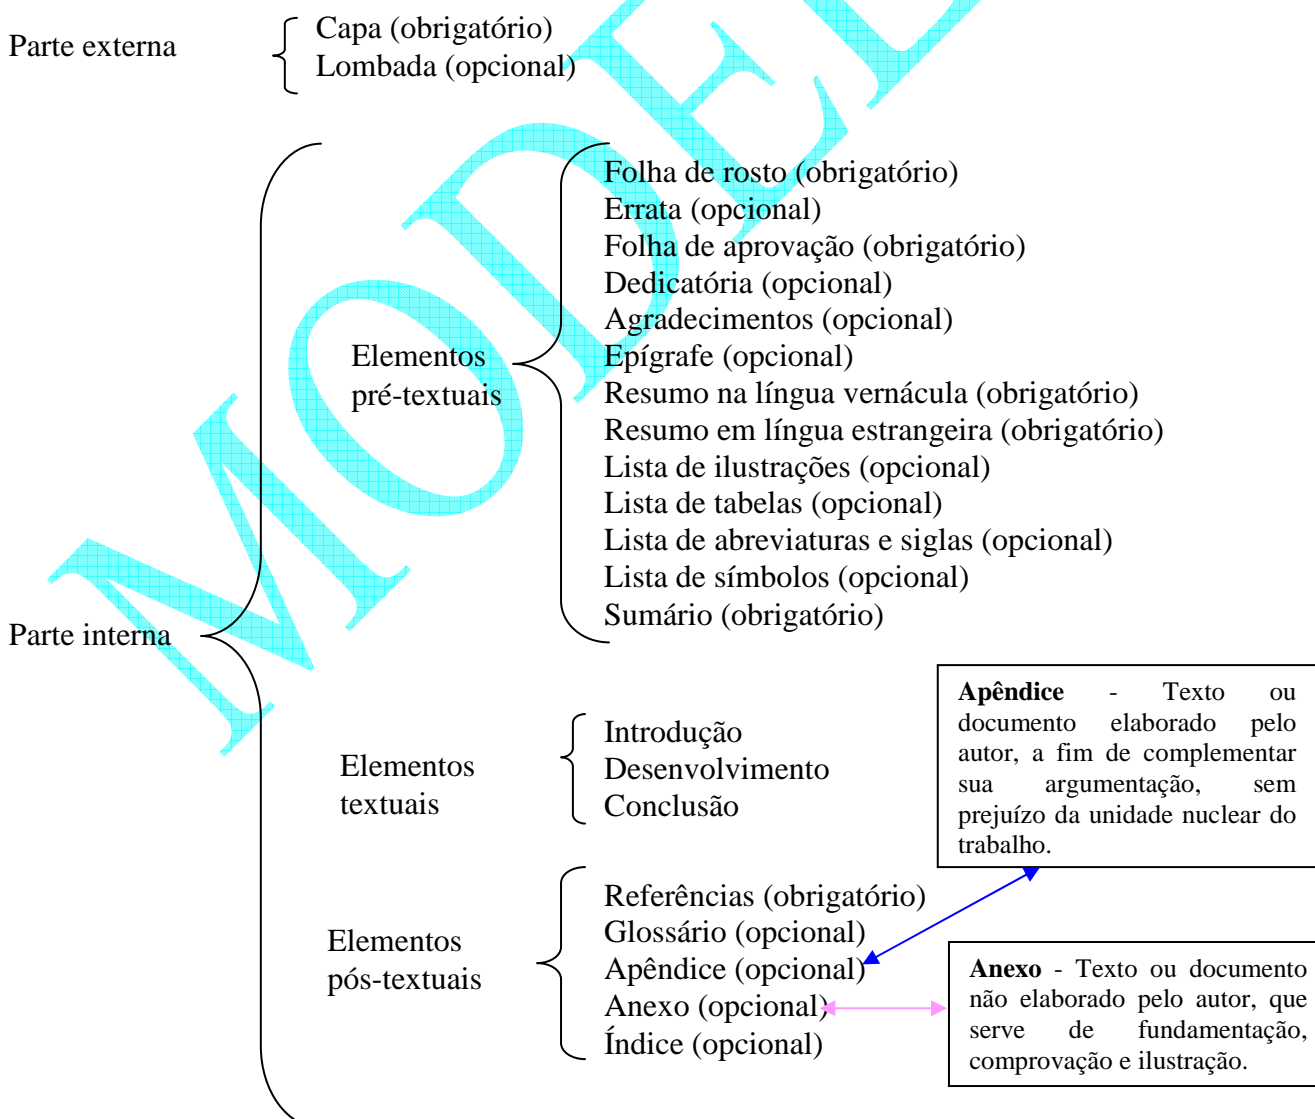 Parte externa
Capa (obrigatório)
Lombada (opcional)
Parte interna
Elementos
pré-textuais
Folha de rosto (obrigatório)
Errata (opcional)
Folha de aprovação (obrigatório)
Dedicatória (opcional)
Agradecimentos (opcional)
Epígrafe (opcional)
Resumo na língua vernácula (obrigatório)
Resumo em língua estrangeira (obrigatório)
Lista de ilustrações (opcional)
Lista de tabelas (opcional)
Lista de abreviaturas e siglas (opcional)
Lista de símbolos (opcional)
Sumário (obrigatório)
Elementos
textuais
Introdução
Desenvolvimento
Conclusão
Elementos
pós-textuais
Referências (obrigatório)
Glossário (opcional)
Apêndice (opcional)
Anexo (opcional)
Índice (opcional)
Apêndice - Texto ou
documento elaborado pelo
autor, a fim de complementar
sua argumentação, sem
prejuízo da unidade nuclear do
trabalho.
Anexo - Texto ou documento
não elaborado pelo autor, que
serve de fundamentação,
comprovação e ilustração.
MODEL